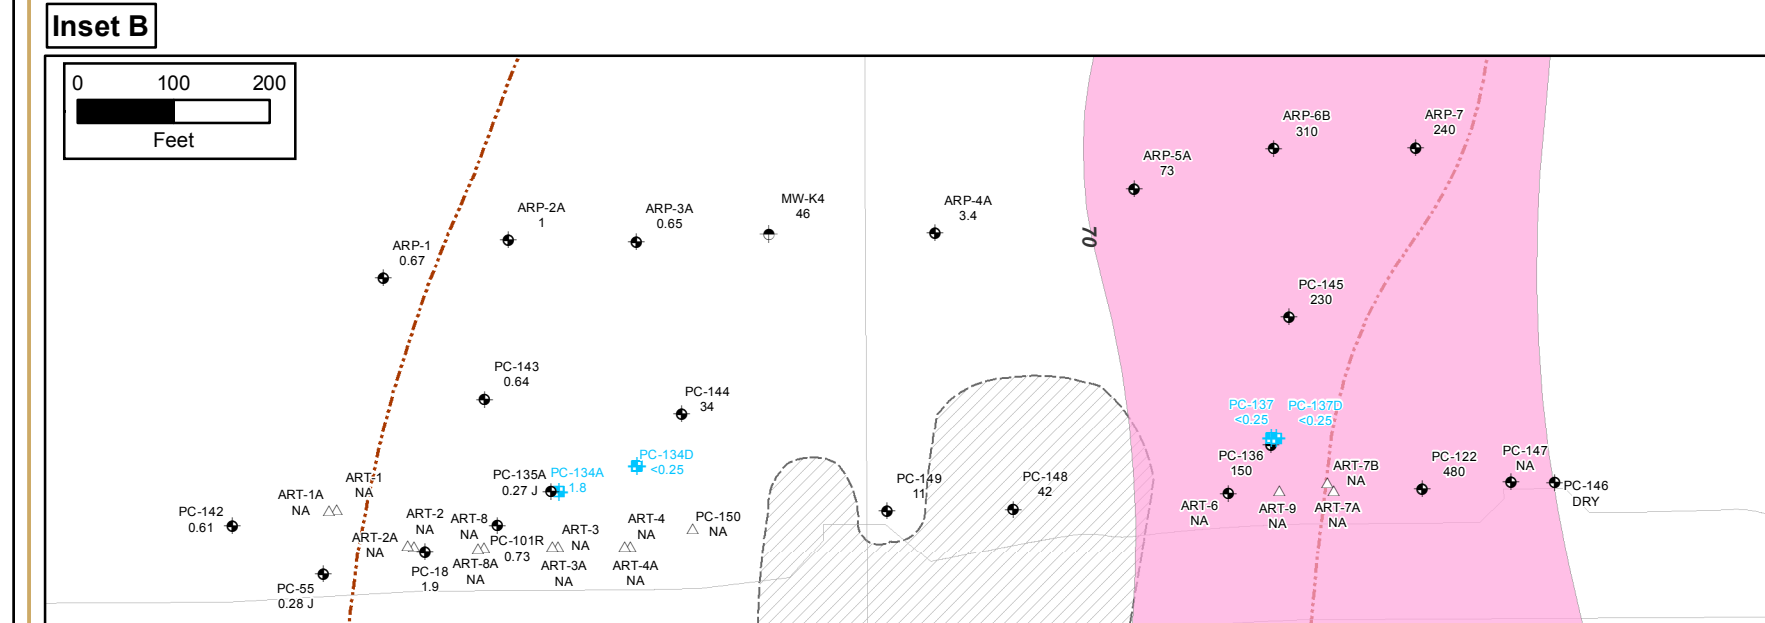 Inset B
0 100 200
Feet
ARP-6B
310
ARP-7
240
ARP-5A
73
MW-K4
46
ARP-2A
1
ARP-3A
0.65
ARP-4A
3.4
70
ARP-1
0.67
PC-145
230
PC-143
0.64
PC-144
34
PC-137
<0.25
PC-137D
<0.25
PC-134D
<0.25
PC-135A
0.27 J
PC-134A
1.8
PC-136
150
PC-122
480
PC-147
NA
ART-7B
NA
PC-149
11
PC-148
42
PC-146
DRY
ART-1
NA
ART-1A
NA
PC-142
0.61
ART-6
NA
ART-9
NA
ART-7A
NA
ART-2
NA
ART-8
NA
ART-3
NA
ART-4
NA
PC-150
NA
ART-2A
NA
PC-101R
0.73
ART-8A
NA
ART-3A
NA
ART-4A
NA
PC-18
1.9
PC-55
0.28 J